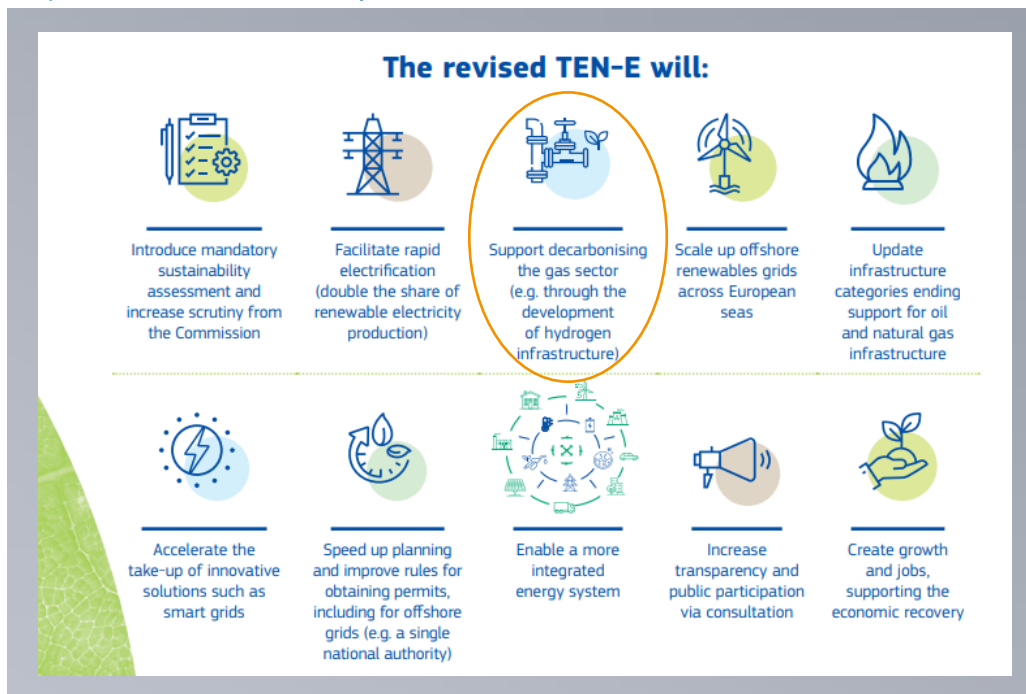 The revised TEN-E will:
Introduce mandatory
sustainability
assessment and
increase scrutiny from
the Commission
Facilitate rapid
electrification
(double the share of
renewable electricity
production)
Support decarbonising
the gas sector
(e.g. through the
development
of hydrogen
infrastructure)
Scale up offshore
renewables grids
across European
seas
Update
infrastructure
categories ending
support for oil
and natural gas
infrastructure
Accelerate the
take-up of innovative
solutions such as
smart grids
Speed up planning
and improve rules for
obtaining permits,
including for offshore
grids (e.g. a single
national authority)
Enable a more
integrated
energy system
Increase
transparency and
public participation
via consultation
Create growth
and jobs,
supporting the
economic recovery